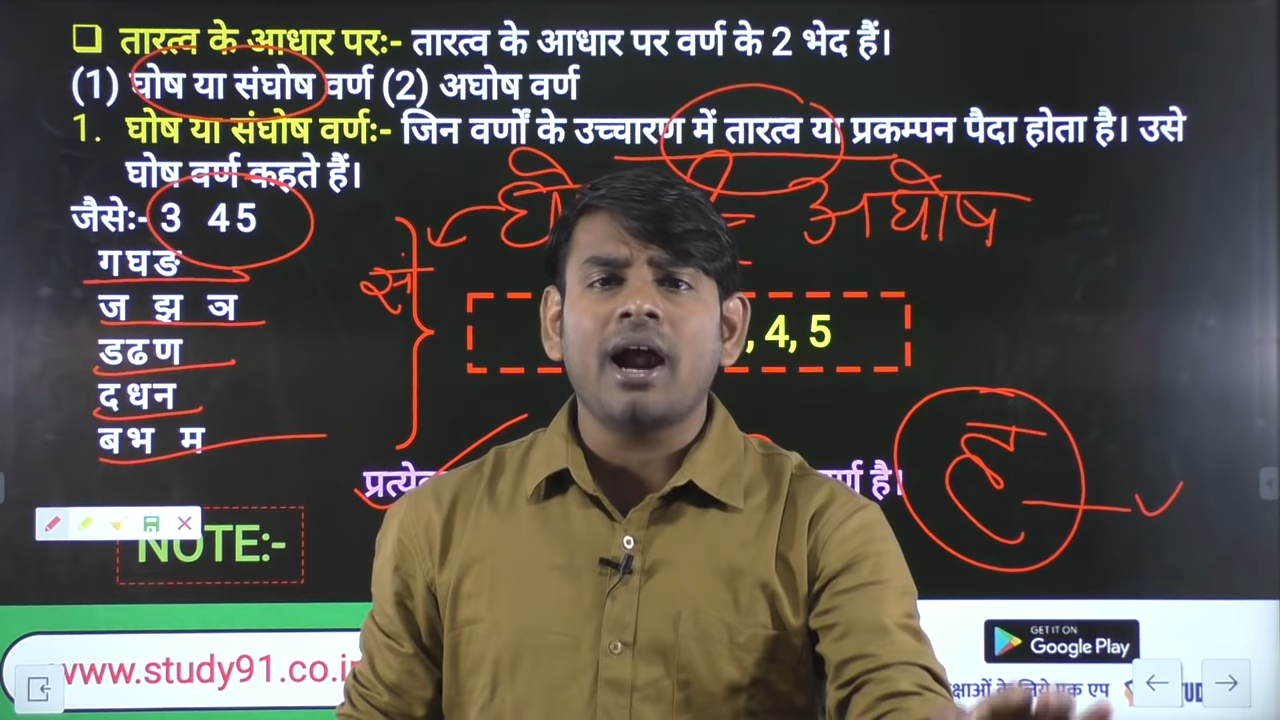 ❑ तारत्व के आधार परः- तारत्व के आधार पर वर्ण के 2 भेद हैं।
(1) घोष या संघोष वर्ण (2) अघोष वर्ण
1. घोष या संघोष वर्णः- जिन वर्णों के उच्चारण में तारत्व या प्रकम्पन पैदा होता है। उसे
घोष वर्ण कहते हैं।
जैसेः- 3 4 5
अघोष
ग घ ङ
सं
ज झ ञ
, 4, 5
ड ढ ण
द ध न
ब भ म
ह
है।
NOTE:-
www.study91.co.i
GET IT ON
Google Play
के लिये एक एप